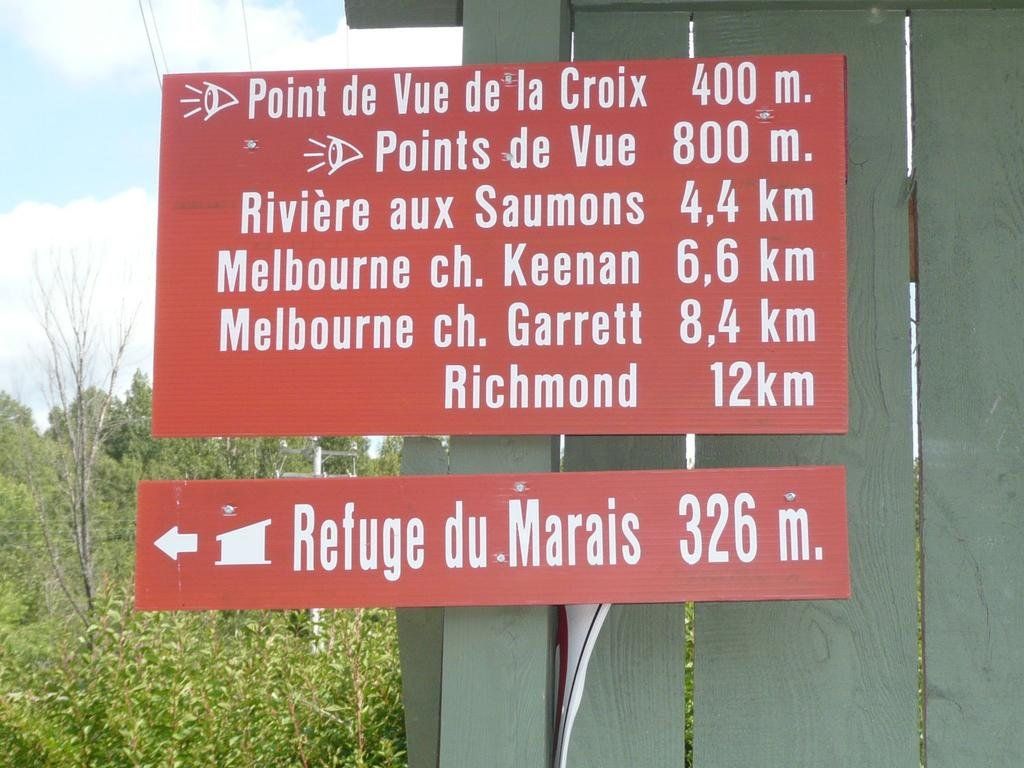 Point de Vue de la Croix 400 m.
Points de Vue 800 m.
Rivière aux Saumons 4,4 km
Melbourne ch. Keenan 6,6 km
Melbourne ch. Garrett 8,4 km
Richmond 12km
Refuge du Marais 326 m.